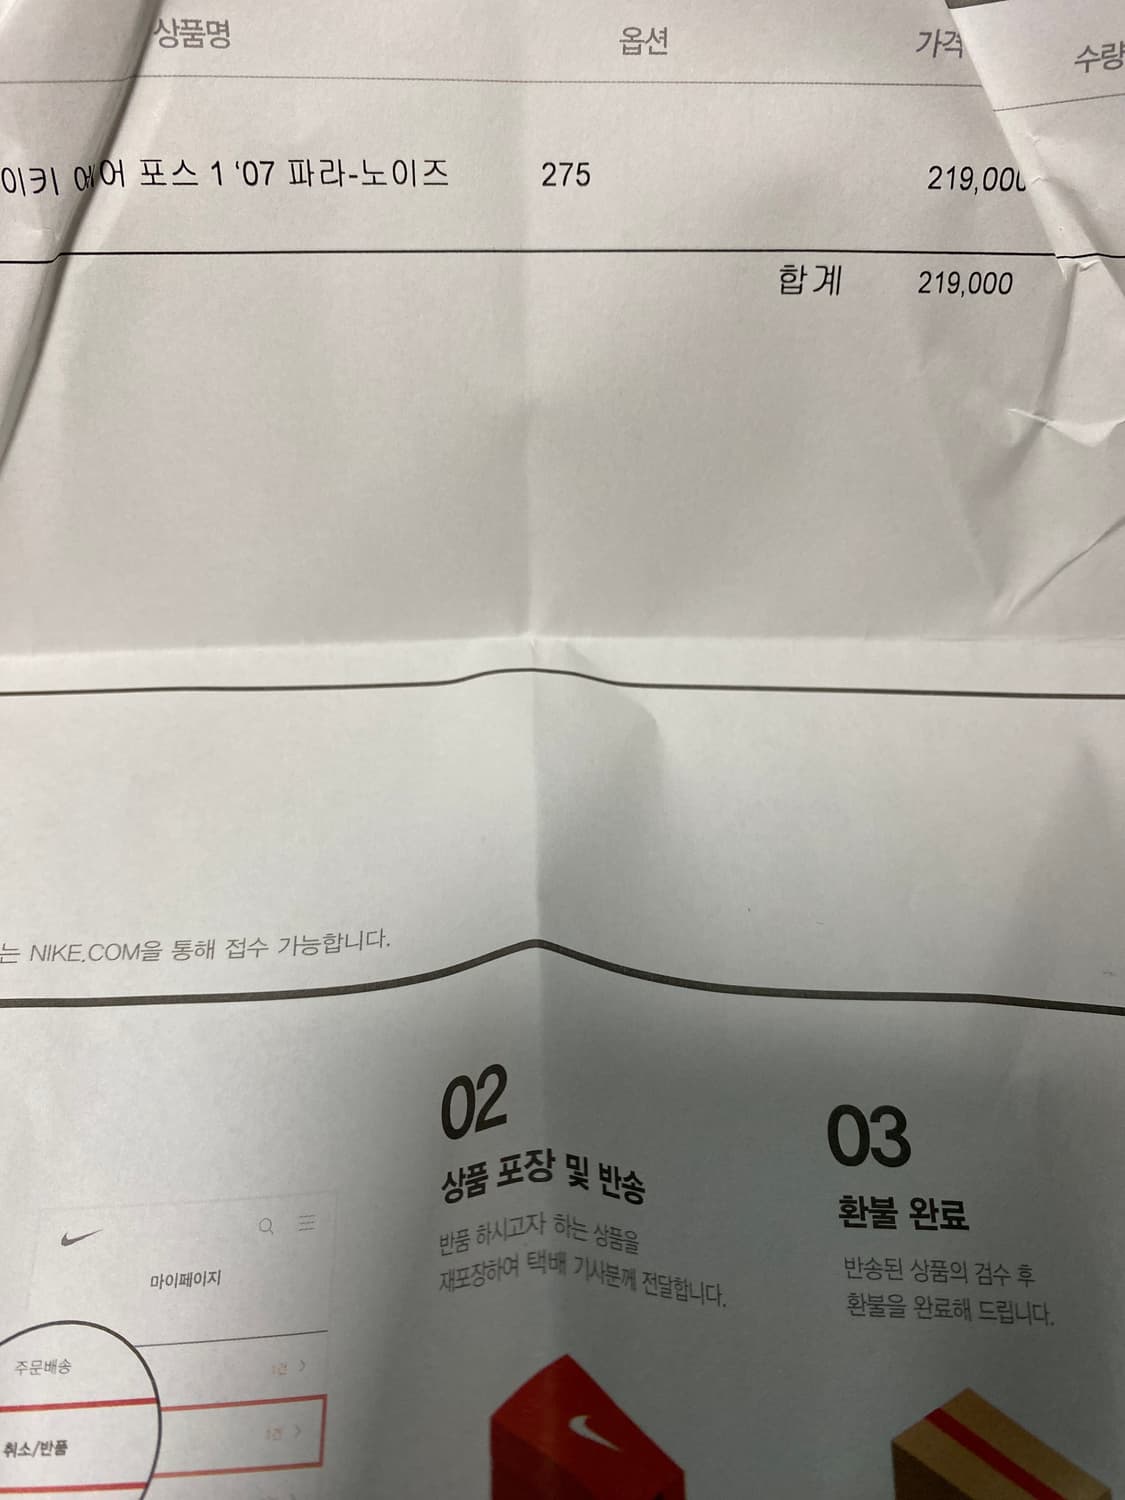 상품명 옵션 가격 수량
이키 에어 포스 1 ‘07 파라-노이즈 275 219,000
합계 219,000
는 NIKE.COM을 통해 접수 가능합니다.
02
상품 포장 및 반송
반품 하시고자 하는 상품을
재포장하여 택배 기사분께 전달합니다.
03
환불 완료
반송된 상품의 검수 후
환불을 완료해 드립니다.
마이페이지
주문배송 1건
취소/반품 1건